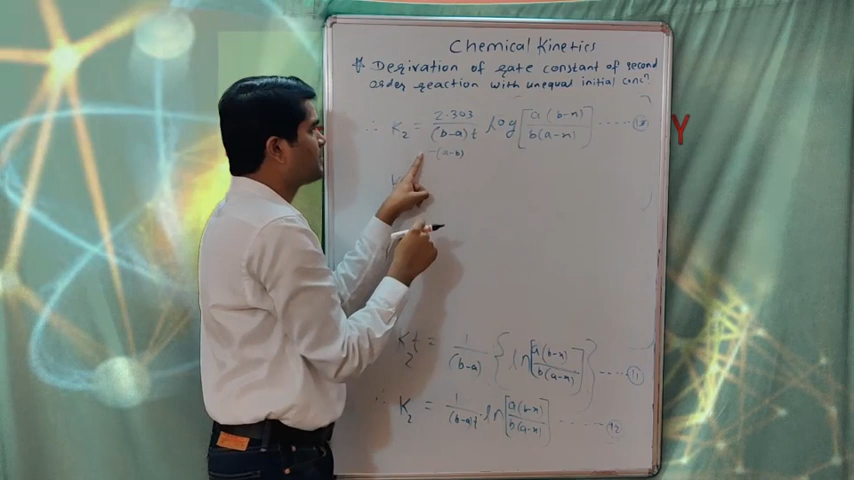 Chemical Kinetics
* Derivation of rate constant of second
order reaction with unequal initial concn.
∴ K₂ = 2.303/(b-a)t log[a(b-x)/b(a-x)] ----- 13
-(a-b)
K₂t = 1/(b-a) {ln[a(b-x)/b(a-x)]} ----- 11
∴ K₂ = 1/(b-a)t ln[a(b-x)/b(a-x)] ----- 12
Y